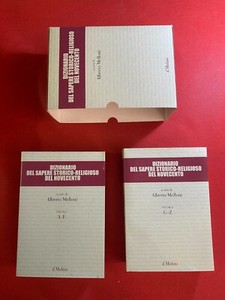 DIZIONARIO
DEL SAPERE STORICO-RELIGIOSO
DEL NOVECENTO
a cura di
Alberto Melloni
il Mulino
DIZIONARIO
DEL SAPERE STORICO-RELIGIOSO
DEL NOVECENTO
a cura di
Alberto Melloni
A-F
il Mulino
DIZIONARIO
DEL SAPERE STORICO-RELIGIOSO
DEL NOVECENTO
a cura di
Alberto Melloni
G-Z
il Mulino